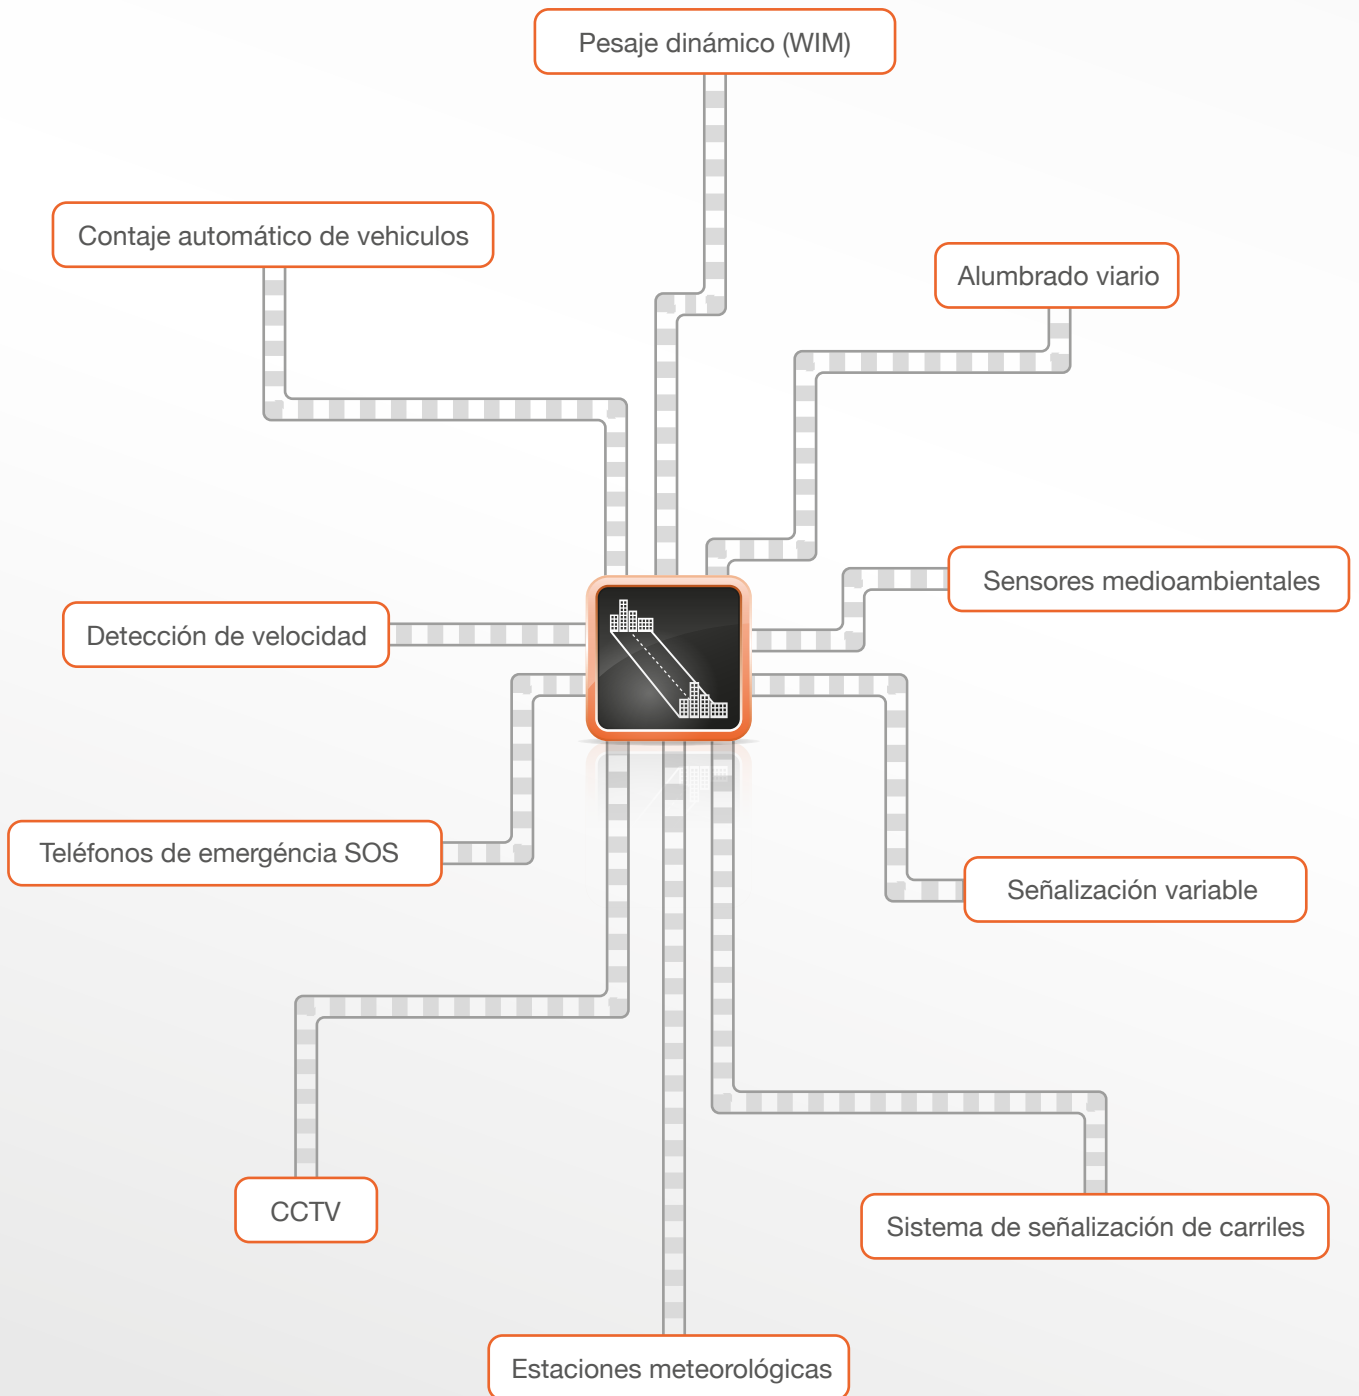 Pesaje dinámico (WIM)
Contaje automático de vehiculos
Alumbrado viario
Sensores medioambientales
Detección de velocidad
Teléfonos de emergéncia SOS
Señalización variable
CCTV
Sistema de señalización de carriles
Estaciones meteorológicas